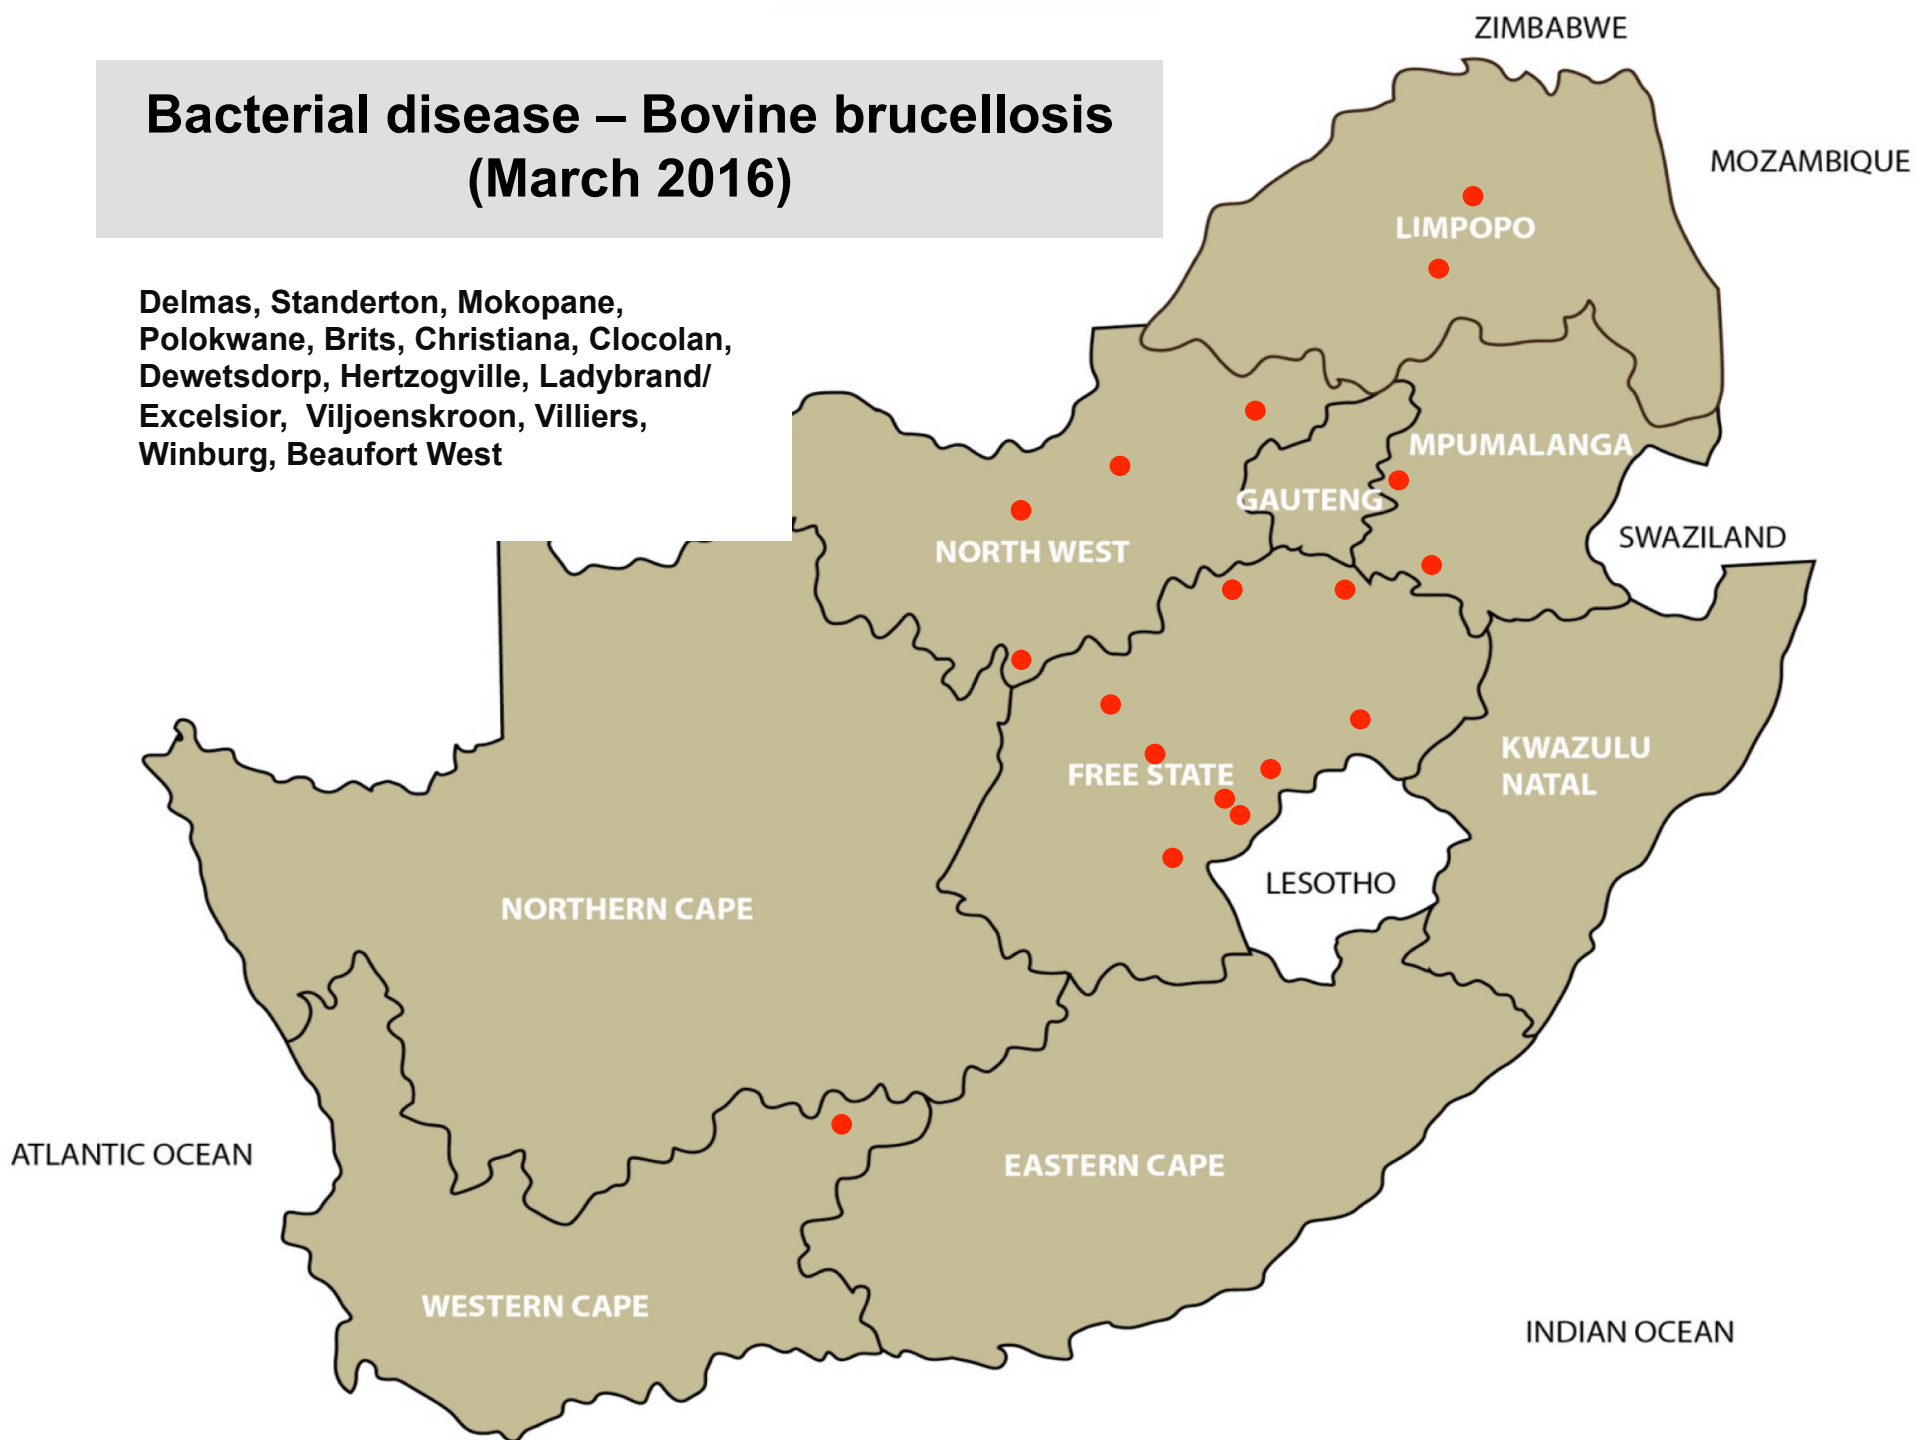 Bacterial disease – Bovine brucellosis
(March 2016)
Delmas, Standerton, Mokopane,
Polokwane, Brits, Christiana, Clocolan,
Dewetsdorp, Hertzogville, Ladybrand/
Excelsior, Viljoenskroon, Villiers,
Winburg, Beaufort West
ZIMBABWE
MOZAMBIQUE
LIMPOPO
MPUMALANGA
GAUTENG
SWAZILAND
NORTH WEST
KWAZULU
NATAL
FREE STATE
LESOTHO
NORTHERN CAPE
ATLANTIC OCEAN
EASTERN CAPE
WESTERN CAPE
INDIAN OCEAN